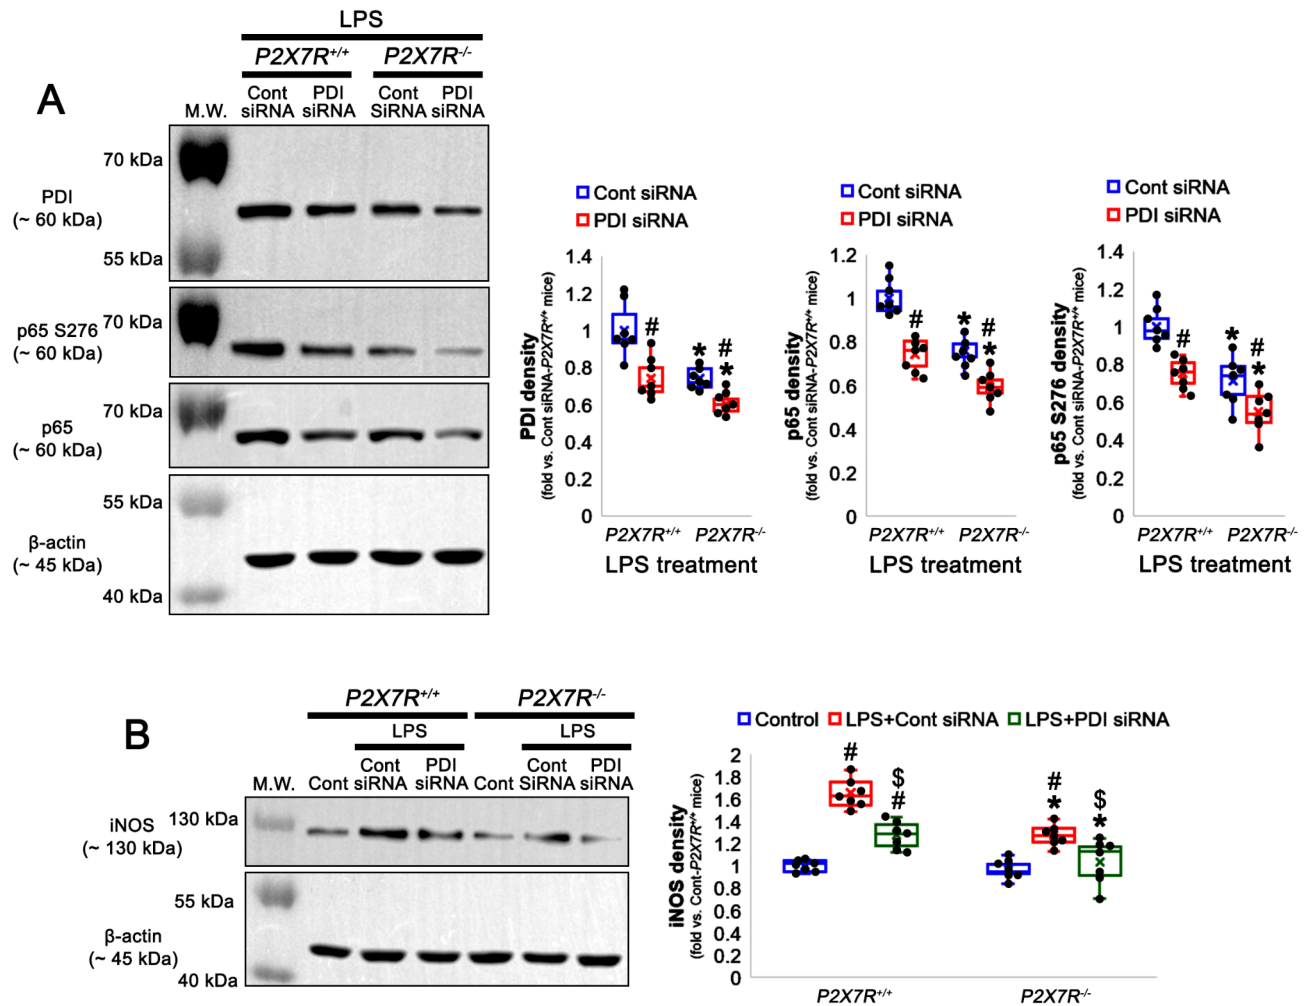 A
LPS
P2X7R+/+ P2X7R-/-
M.W. Cont siRNA PDI siRNA Cont SiRNA PDI siRNA
70 kDa
PDI
(~ 60 kDa)
55 kDa
70 kDa
p65 S276
(~ 60 kDa)
70 kDa
p65
(~ 60 kDa)
55 kDa
β-actin
(~ 45 kDa)
40 kDa
Cont siRNA
PDI siRNA
PDI density
(fold vs. Cont siRNA-P2X7R+/+ mice)
1.4
1.2
1
0.8
0.6
0.4
0.2
0
# * # *
P2X7R+/+ P2X7R-/-
LPS treatment
Cont siRNA
PDI siRNA
p65 density
(fold vs. Cont siRNA-P2X7R+/+ mice)
1.2
1
0.8
0.6
0.4
0.2
0
# * # *
P2X7R+/+ P2X7R-/-
LPS treatment
Cont siRNA
PDI siRNA
p65 S276 density
(fold vs. Cont siRNA-P2X7R+/+ mice)
1.4
1.2
1
0.8
0.6
0.4
0.2
0
# * # *
P2X7R+/+ P2X7R-/-
LPS treatment
B
P2X7R+/+ P2X7R-/-
LPS LPS
M.W. Cont Cont siRNA PDI siRNA Cont Cont SiRNA PDI siRNA
130 kDa
iNOS
(~ 130 kDa)
55 kDa
β-actin
(~ 45 kDa)
40 kDa
Control LPS+Cont siRNA LPS+PDI siRNA
iNOS density
(fold vs. Cont-P2X7R+/+ mice)
2
1.8
1.6
1.4
1.2
1
0.8
0.6
0.4
0.2
0
# $ # # * $ *
P2X7R+/+ P2X7R-/-